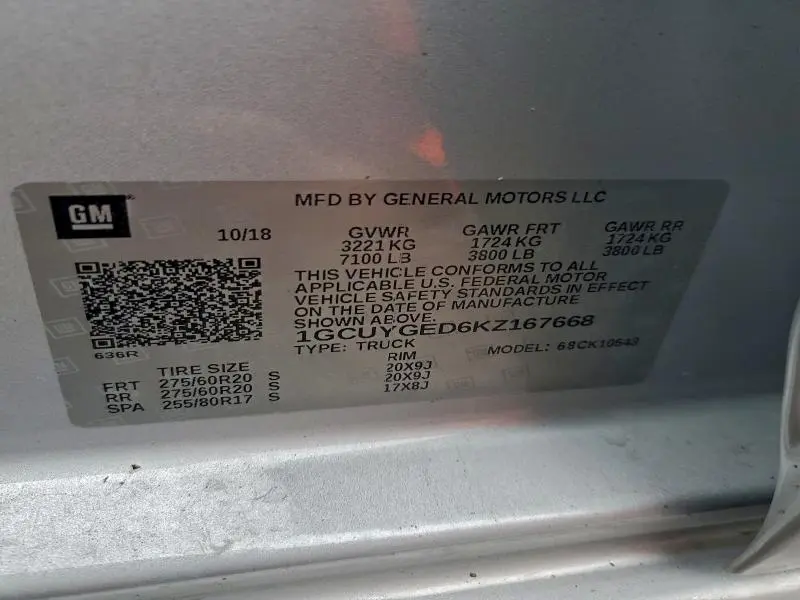 GM
MFD BY GENERAL MOTORS LLC
10/18 GVWR GAWR FRT GAWR RR
3221 KG 1724 KG 1724 KG
7100 LB 3800 LB 3800 LB
THIS VEHICLE CONFORMS TO ALL
APPLICABLE U.S. FEDERAL MOTOR
VEHICLE SAFETY STANDARDS IN EFFECT
ON THE DATE OF MANUFACTURE
SHOWN ABOVE.
1GCUYGED6KZ167668
636R
TYPE: TRUCK MODEL:
TIRE SIZE RIM
FRT 275/60R20 S 20X9J
RR 275/60R20 S 20X9J
SPA 255/80R17 S 17X8J